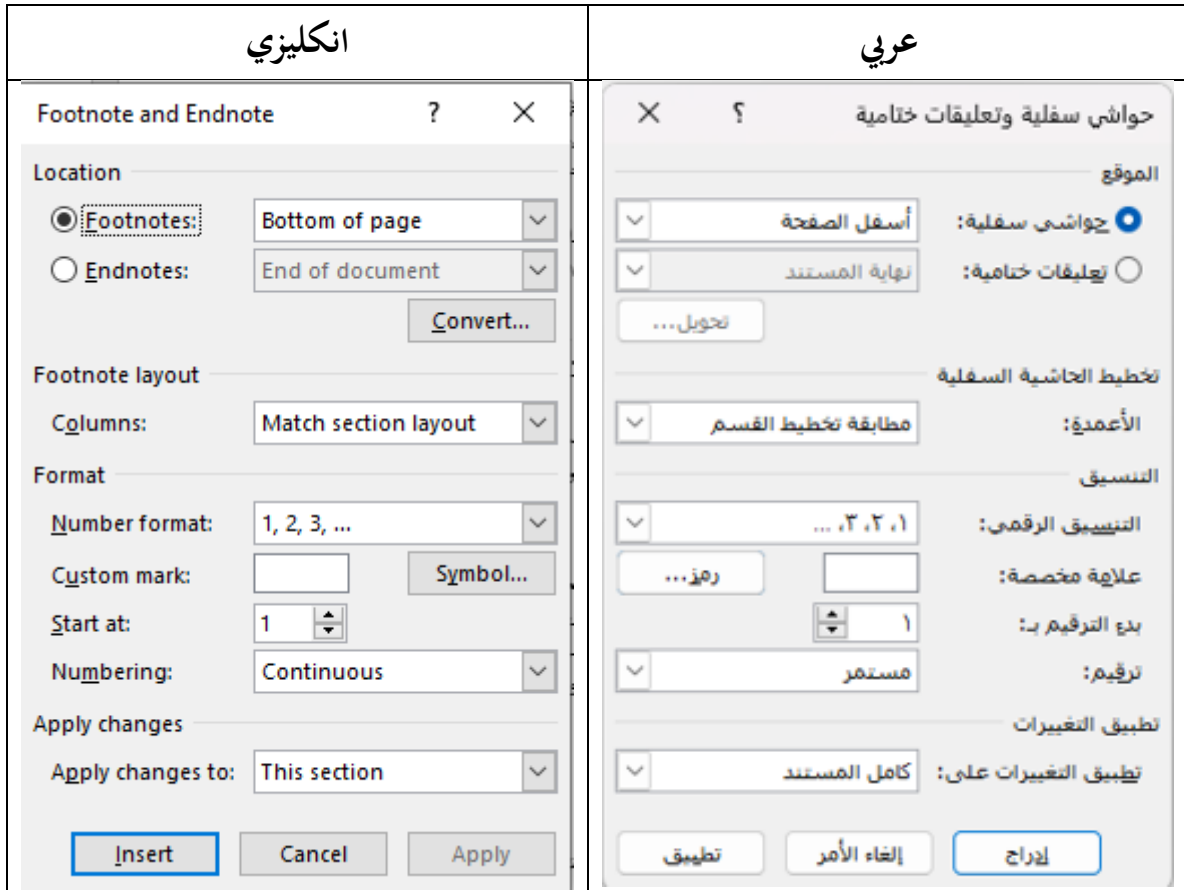 عربي
انكليزي
حواشي سفلية وتعليقات ختامية ؟
الموقع
حواشي سفلية: أسفل الصفحة
تعليقات ختامية: نهاية المستند
تحويل...
تخطيط الحاشية السفلية
الأعمدة: مطابقة تخطيط القسم
التنسيق
التنسيق الرقمي: ١، ٢، ٣، ...
علامة مخصصة: رمز...
بدء الترقيم بـ: ١
ترقيم: مستمر
تطبيق التغييرات
تطبيق التغييرات على: كامل المستند
إدراج إلغاء الأمر تطبيق
Footnote and Endnote ?
Location
Footnotes: Bottom of page
Endnotes: End of document
Convert...
Footnote layout
Columns: Match section layout
Format
Number format: 1, 2, 3, ...
Custom mark: Symbol...
Start at: 1
Numbering: Continuous
Apply changes
Apply changes to: This section
Insert Cancel Apply